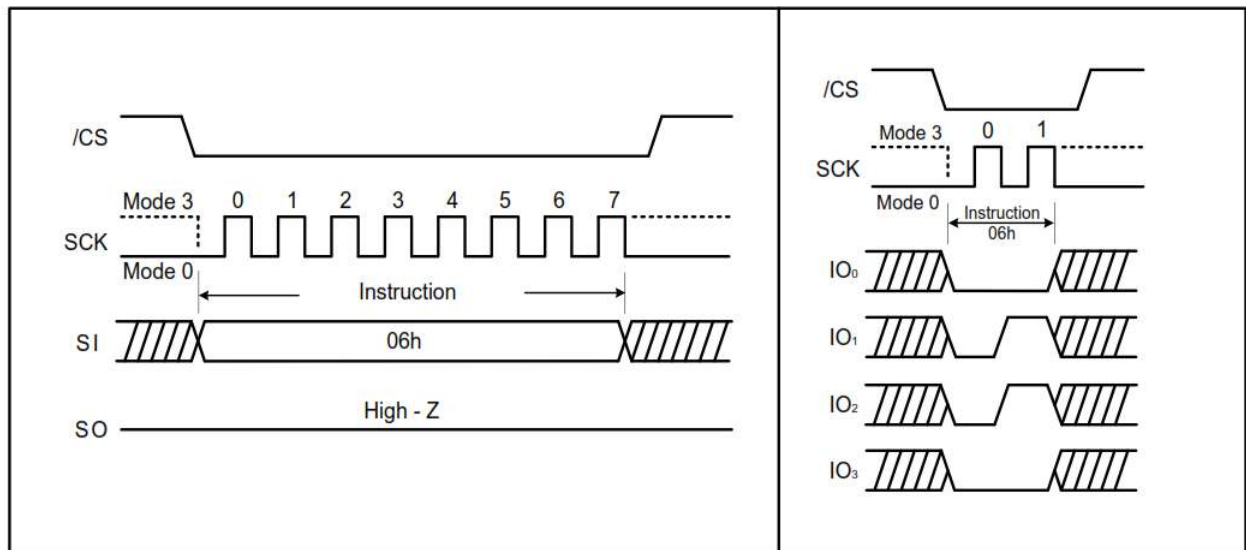 /CS
Mode 3 0 1 2 3 4 5 6 7
SCK
Mode 0
Instruction
SI 06h
High - Z
SO
/CS
Mode 3 0 1
SCK
Mode 0
Instruction
06h
IO₀
IO₁
IO₂
IO₃